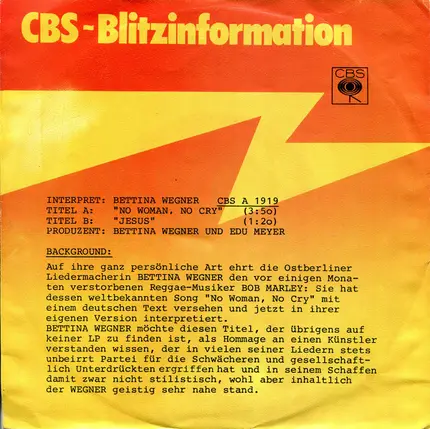 CBS~Blitzinformation
CBS
INTERPRET: BETTINA WEGNER CBS A 1919
TITEL A: "NO WOMAN, NO CRY" (3:5o)
TITEL B: "JESUS" (1:2o)
PRODUZENT: BETTINA WEGNER UND EDU MEYER
BACKGROUND:
Auf ihre ganz persönliche Art ehrt die Ostberliner
Liedermacherin BETTINA WEGNER den vor einigen Mona-
ten verstorbenen Reggae-Musiker BOB MARLEY: Sie hat
dessen weltbekannten Song "No Woman, No Cry" mit
einem deutschen Text versehen und jetzt in ihrer
eigenen Version interpretiert.
BETTINA WEGNER möchte diesen Titel, der übrigens auf
keiner LP zu finden ist, als Hommage an einen Künstler
verstanden wissen, der in vielen seiner Liedern stets
unbeirrt Partei für die Schwächeren und gesellschaft-
lich Unterdrückten ergriffen hat und in seinem Schaffen
damit zwar nicht stilistisch, wohl aber inhaltlich
der WEGNER geistig sehr nahe stand.